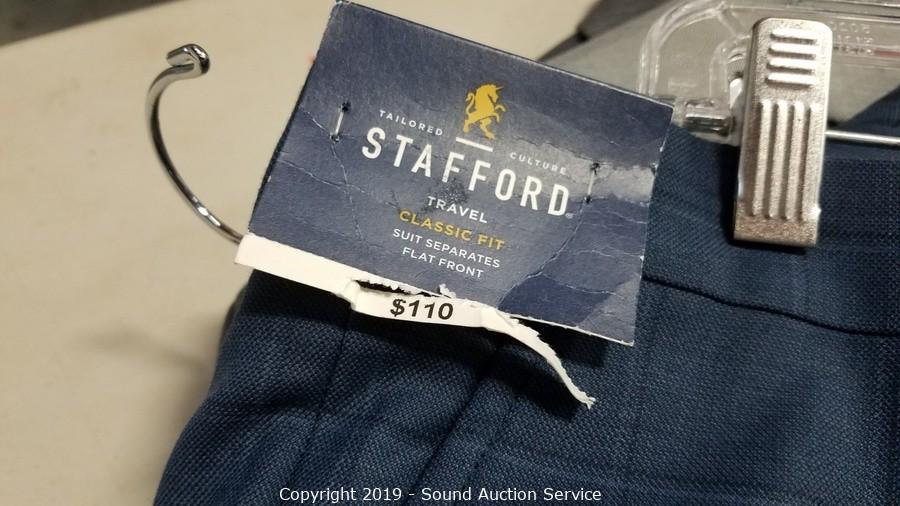 TAILORED CULTURE
STAFFORD
TRAVEL
CLASSIC FIT
SUIT SEPARATES
FLAT FRONT
$110
Copyright 2019 - Sound Auction Service